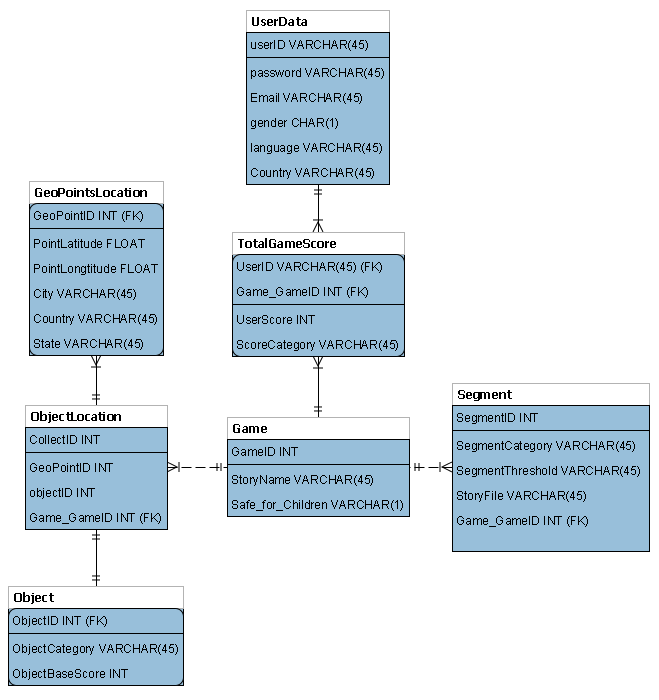 UserData
userID VARCHAR(45)
password VARCHAR(45)
Email VARCHAR(45)
gender CHAR(1)
language VARCHAR(45)
Country VARCHAR(45)
GeoPointsLocation
GeoPointID INT (FK)
PointLatitude FLOAT
PointLongtitude FLOAT
City VARCHAR(45)
Country VARCHAR(45)
State VARCHAR(45)
TotalGameScore
UserID VARCHAR(45) (FK)
Game_GameID INT (FK)
UserScore INT
ScoreCategory VARCHAR(45)
ObjectLocation
CollectID INT
GeoPointID INT
objectID INT
Game_GameID INT (FK)
Game
GameID INT
StoryName VARCHAR(45)
Safe_for_Children VARCHAR(1)
Segment
SegmentID INT
SegmentCategory VARCHAR(45)
SegmentThreshold VARCHAR(45)
StoryFile VARCHAR(45)
Game_GameID INT (FK)
Object
ObjectID INT (FK)
ObjectCategory VARCHAR(45)
ObjectBaseScore INT